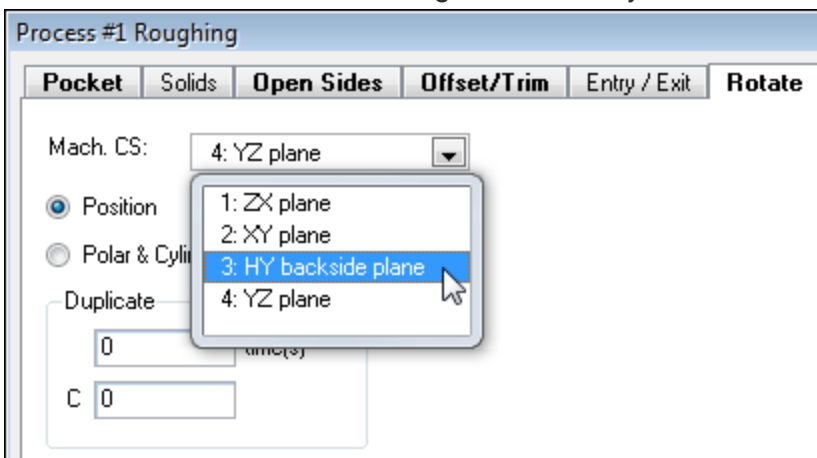 Process #1 Roughing
Pocket Solids Open Sides Offset/Trim Entry / Exit Rotate
Mach. CS: 4: YZ plane
1: ZX plane
Position
2: XY plane
Polar &
3: HY backside plane
Duplicate
4: YZ plane
0
C 0